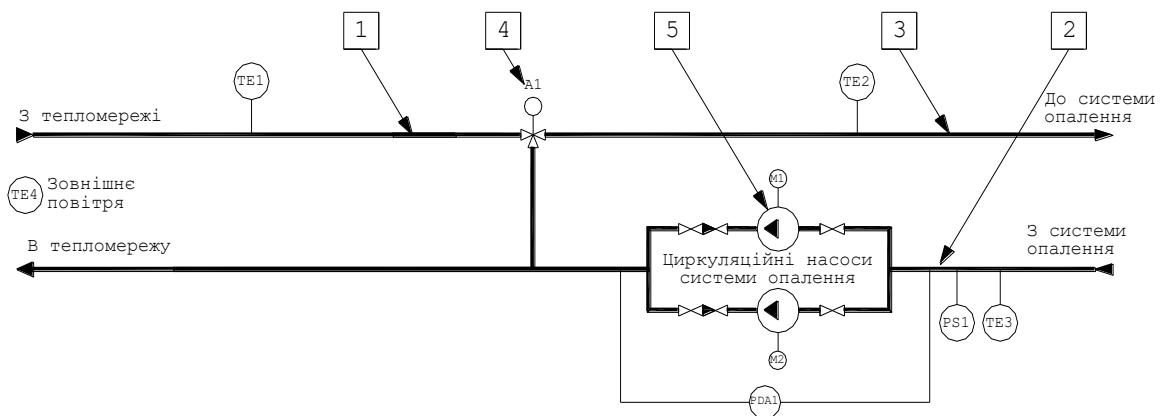 1
4
5
3
2
A1
TE1
TE2
З тепломережі
До системи
опалення
TE4
Зовнішнє
повітря
M1
В тепломережу
З системи
опалення
Циркуляційні насоси
системи опалення
PS1
TE3
M2
PDA1